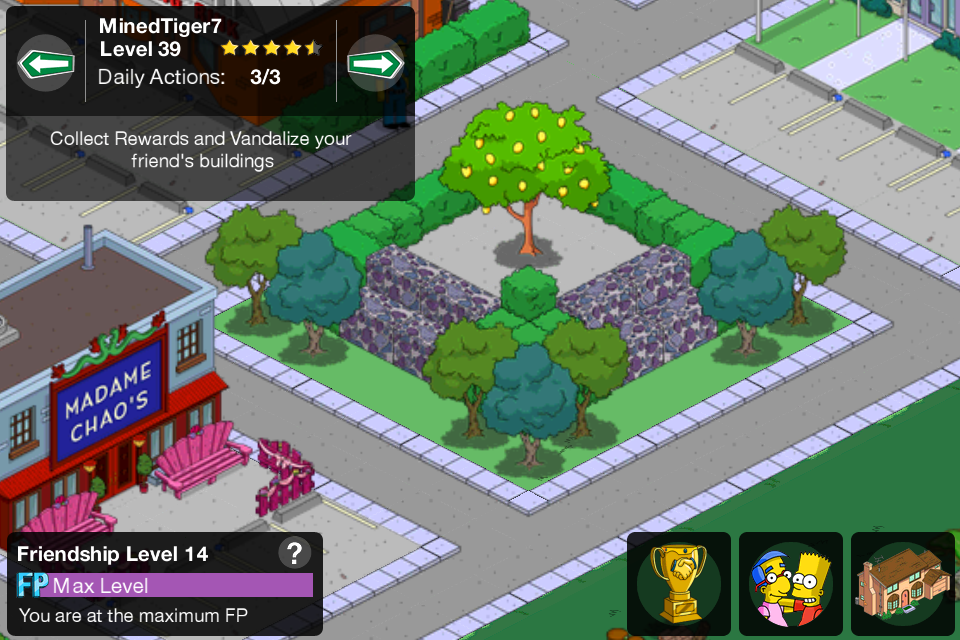 MinedTiger7
Level 39
Daily Actions: 3/3
Collect Rewards and Vandalize your
friend's buildings
MADAME
CHAO'S
Friendship Level 14
?
FP Max Level
You are at the maximum FP